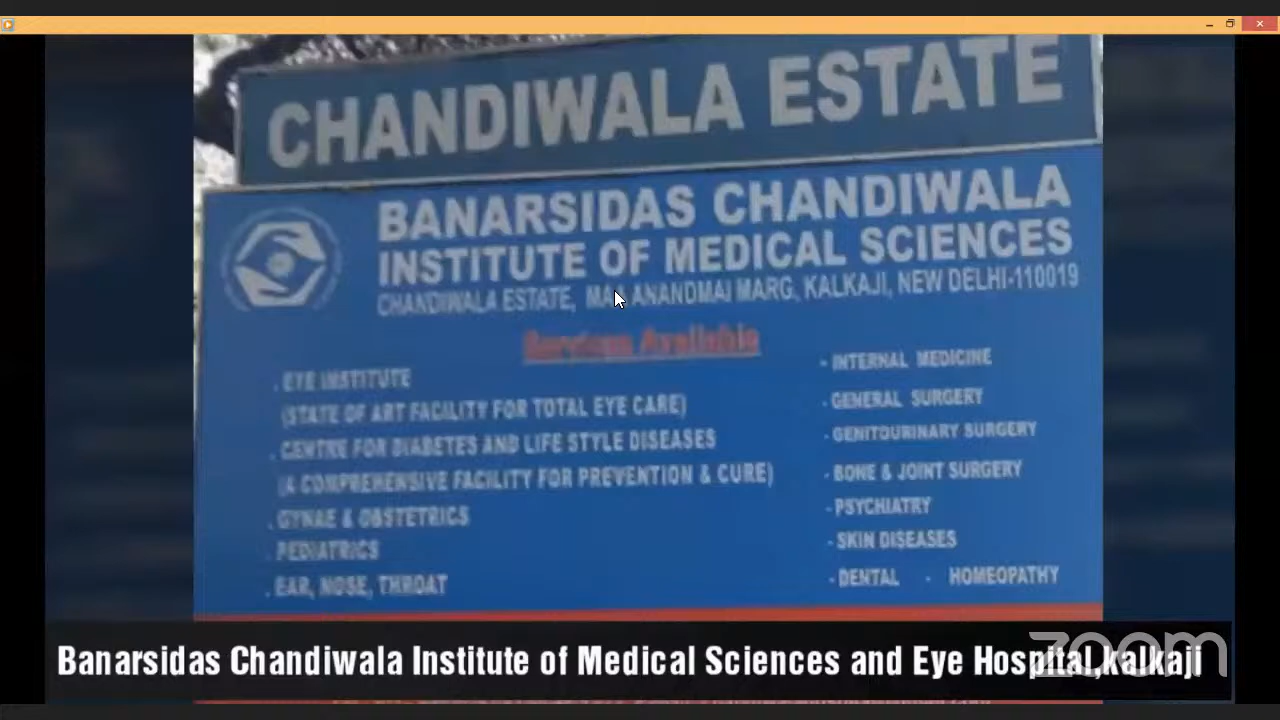 CHANDIWALA ESTATE
BANARSIDAS CHANDIWALA
INSTITUTE OF MEDICAL SCIENCES
CHANDIWALA ESTATE, ANANDMAI MARG, KALKAJI, NEW DELHI-110019
Services Available
. EYE INSTITUTE
(STATE OF ART FACILITY FOR TOTAL EYE CARE)
. CENTRE FOR DIABETES AND LIFE STYLE DISEASES
(A COMPREHENSIVE FACILITY FOR PREVENTION & CURE)
. GYNAE & OBSTETRICS
. PEDIATRICS
. EAR, NOSE, THROAT
- INTERNAL MEDICINE
- GENERAL SURGERY
- GENITOURINARY SURGERY
- BONE & JOINT SURGERY
- PSYCHIATRY
- SKIN DISEASES
- DENTAL - HOMEOPATHY
Banarsidas Chandiwala Institute of Medical Sciences and Eye Hospital,kalkaji
zoom